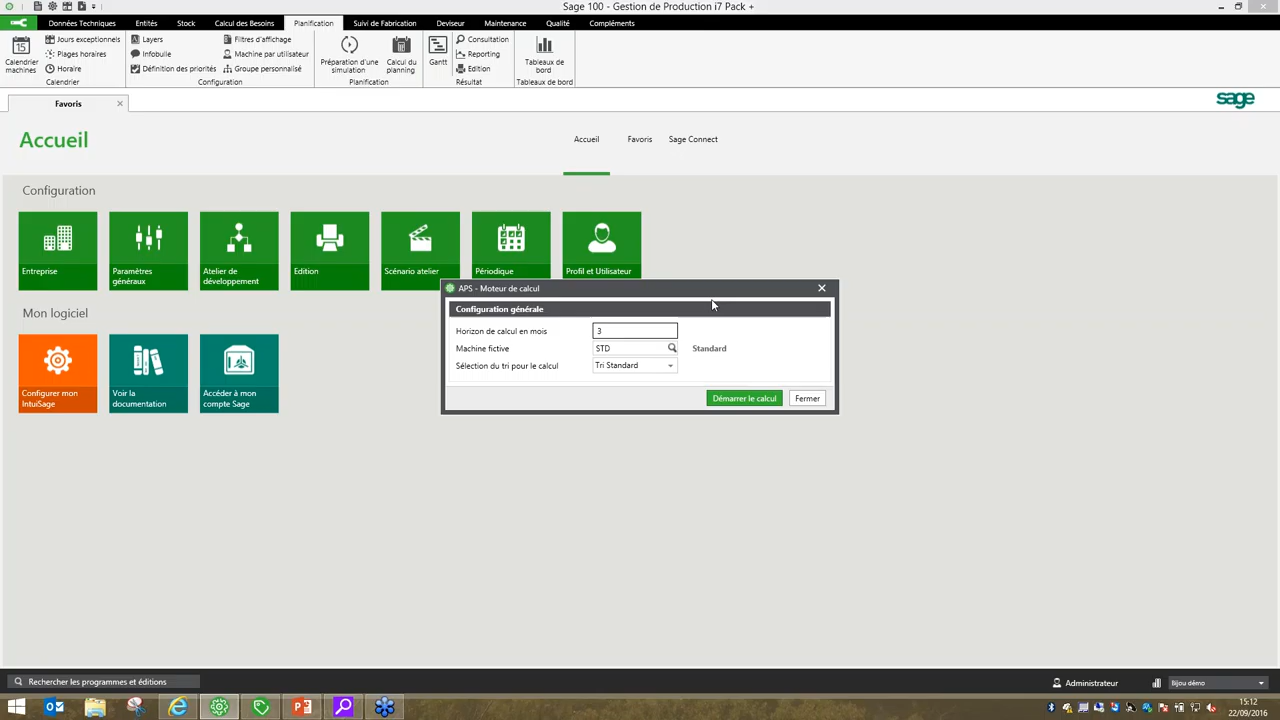 Sage 100 - Gestion de Production i7 Pack +
Données Techniques
Entités
Stock
Calcul des Besoins
Planification
Suivi de Fabrication
Deviseur
Maintenance
Qualité
Compléments
15
Calendrier machines
Jours exceptionnels
Plages horaires
Horaire
Calendrier
Layers
Infobulle
Définition des priorités
Filtres d'affichage
Machine par utilisateur
Groupe personnalisé
Configuration
Préparation d'une simulation
Calcul du planning
Planification
Gantt
Consultation
Reporting
Edition
Résultat
Tableaux de bord
Tableaux de bord
Favoris
sage
Accueil
Accueil
Favoris
Sage Connect
Configuration
Entreprise
Paramètres généraux
Atelier de développement
Edition
Scénario atelier
Périodique
Profil et Utilisateur
Mon logiciel
Configurer mon IntuiSage
Voir la documentation
Accéder à mon compte Sage
APS - Moteur de calcul
Configuration générale
Horizon de calcul en mois
3
Machine fictive
STD
Standard
Sélection du tri pour le calcul
Tri Standard
Démarrer le calcul
Fermer
Rechercher les programmes et éditions
Administrateur
Bijou démo
15:12
22/09/2016